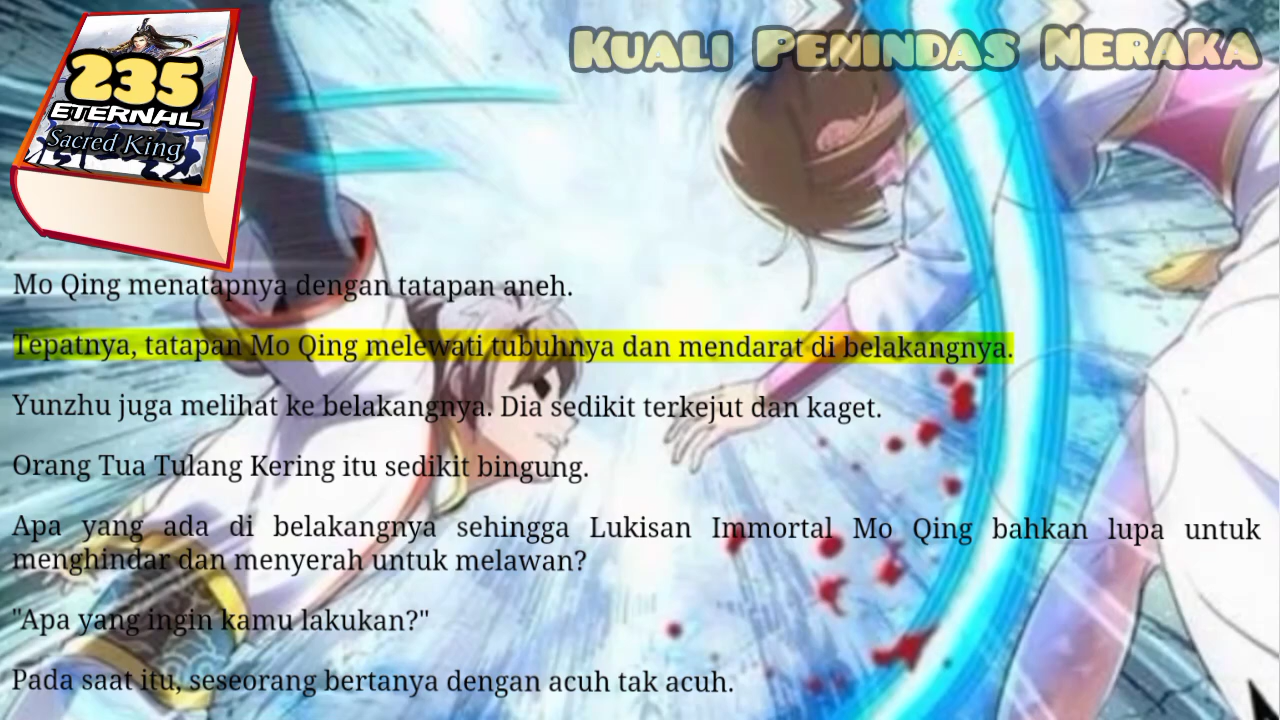 Kuali Penindas Neraka
235
ETERNAL
Sacred King
Mo Qing menatapnya dengan tatapan aneh.
Tepatnya, tatapan Mo Qing melewati tubuhnya dan mendarat di belakangnya.
Yunzhu juga melihat ke belakangnya. Dia sedikit terkejut dan kaget.
Orang Tua Tulang Kering itu sedikit bingung.
Apa yang ada di belakangnya sehingga Lukisan Immortal Mo Qing bahkan lupa untuk
menghindar dan menyerah untuk melawan?
"Apa yang ingin kamu lakukan?"
Pada saat itu, seseorang bertanya dengan acuh tak acuh.